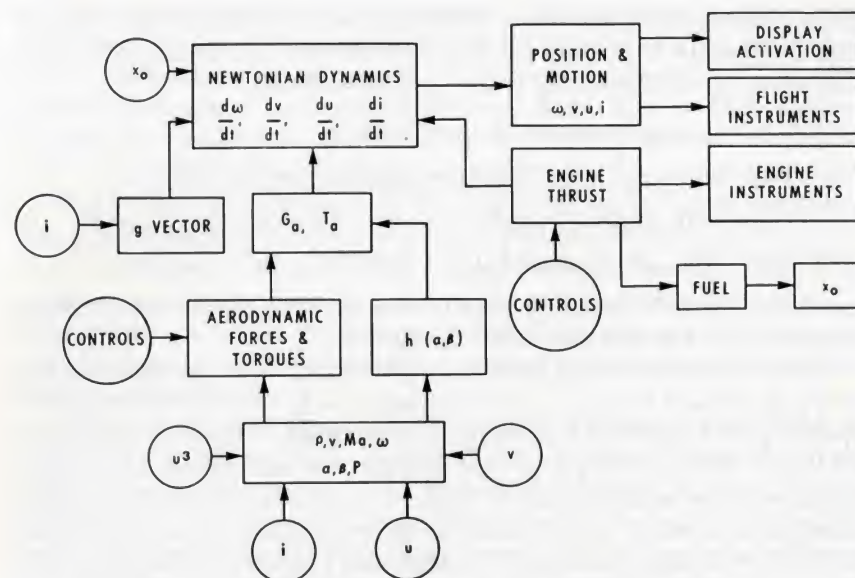 x₀
NEWTONIAN DYNAMICS
dω/dt, dv/dt, du/dt, di/dt .
POSITION &
MOTION
ω,v,u,i
DISPLAY
ACTIVATION
FLIGHT
INSTRUMENTS
i
g VECTOR
Gₐ, Tₐ
ENGINE
THRUST
ENGINE
INSTRUMENTS
CONTROLS
AERODYNAMIC
FORCES &
TORQUES
h (α,β)
CONTROLS
FUEL
x₀
u³
ρ,v,Ma,ω
α,β,P
v
i
u